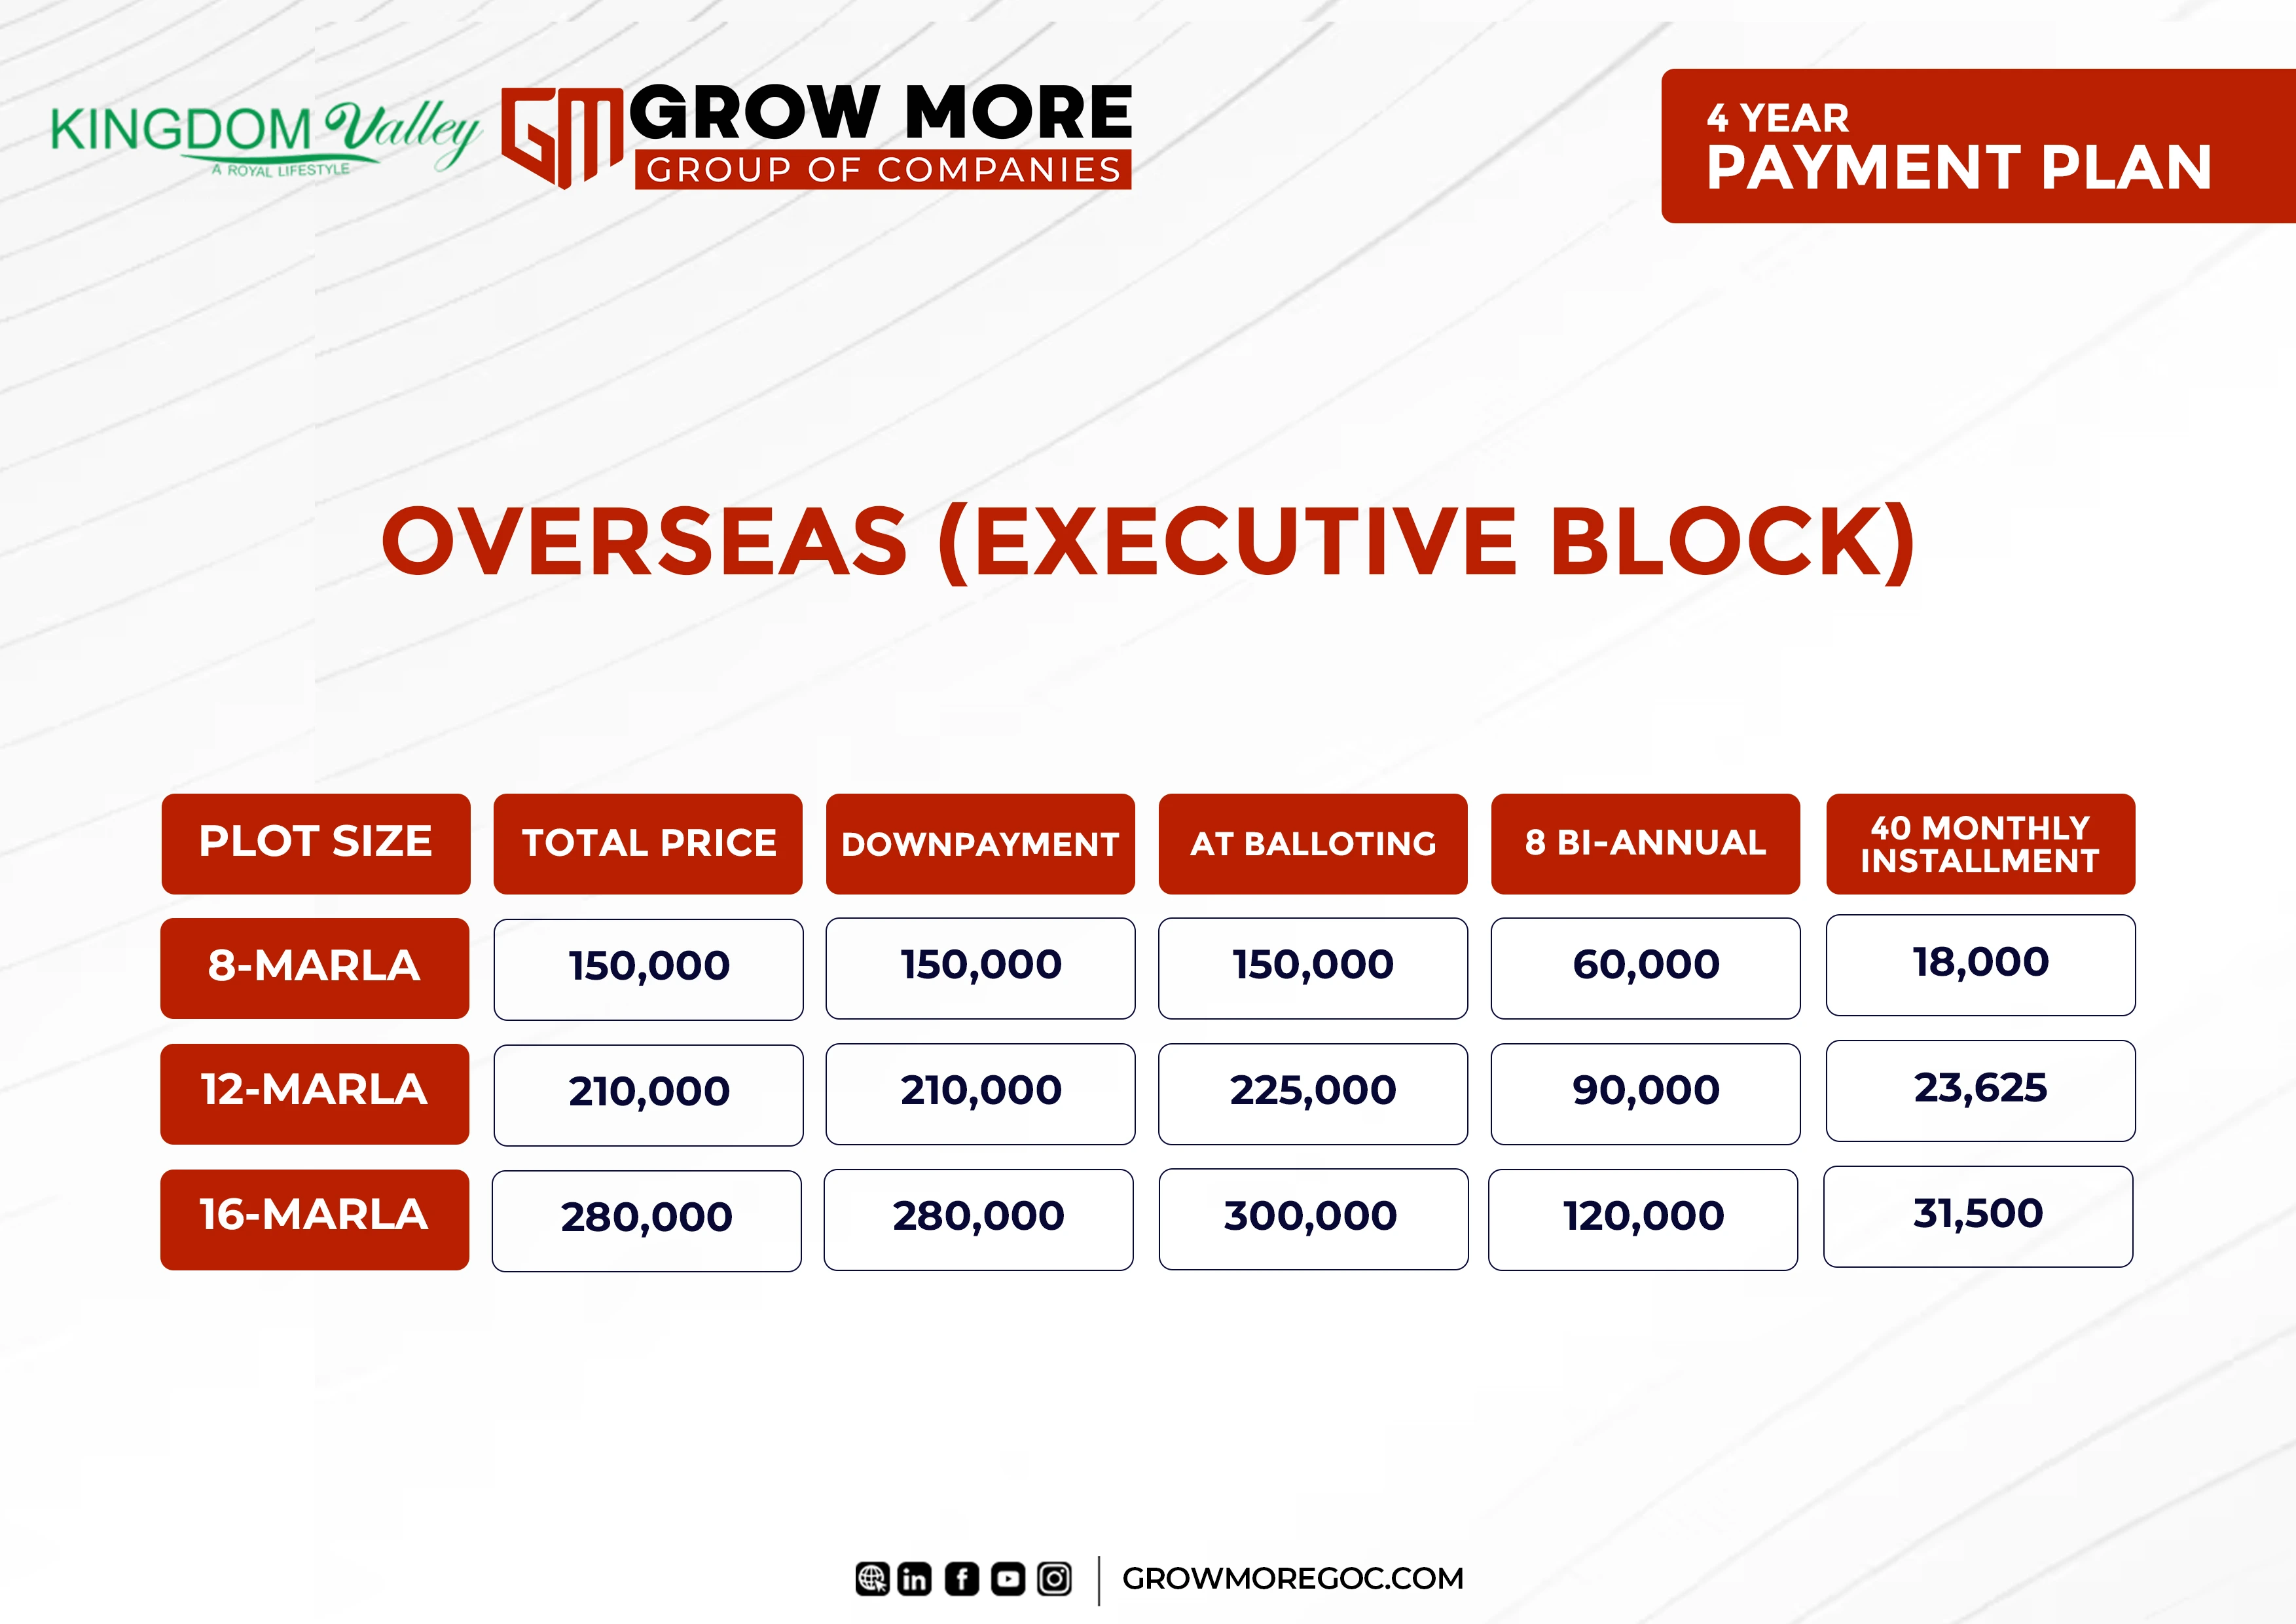 KINGDOM Valley
A ROYAL LIFESTYLE
GM GROW MORE
GROUP OF COMPANIES
4 YEAR
PAYMENT PLAN
OVERSEAS (EXECUTIVE BLOCK)
PLOT SIZE TOTAL PRICE DOWNPAYMENT AT BALLOTING 8 BI-ANNUAL 40 MONTHLY INSTALLMENT
8-MARLA 150,000 150,000 150,000 60,000 18,000
12-MARLA 210,000 210,000 225,000 90,000 23,625
16-MARLA 280,000 280,000 300,000 120,000 31,500
in f GROWMOREGOC.COM